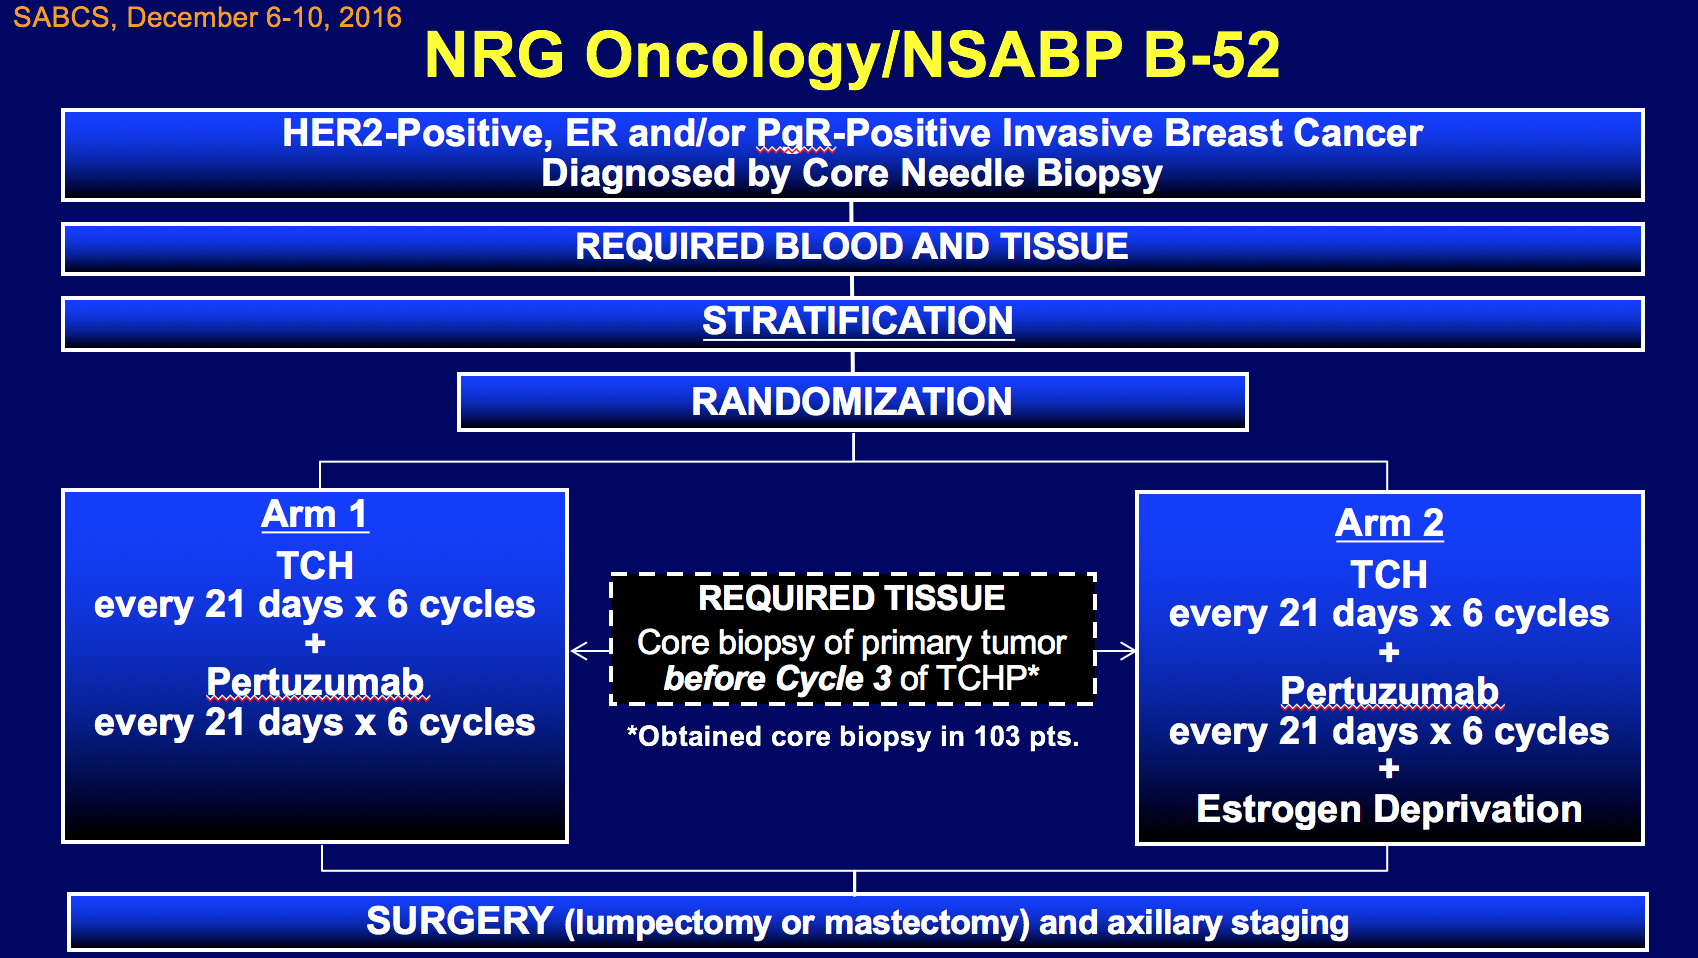 SABCS, December 6-10, 2016
NRG Oncology/NSABP B-52
HER2-Positive, ER and/or PgR-Positive Invasive Breast Cancer
Diagnosed by Core Needle Biopsy
REQUIRED BLOOD AND TISSUE
STRATIFICATION
RANDOMIZATION
Arm 1
TCH
every 21 days x 6 cycles
+
Pertuzumab
every 21 days x 6 cycles
REQUIRED TISSUE
Core biopsy of primary tumor
before Cycle 3 of TCHP*
*Obtained core biopsy in 103 pts.
Arm 2
TCH
every 21 days x 6 cycles
+
Pertuzumab
every 21 days x 6 cycles
+
Estrogen Deprivation
SURGERY (lumpectomy or mastectomy) and axillary staging